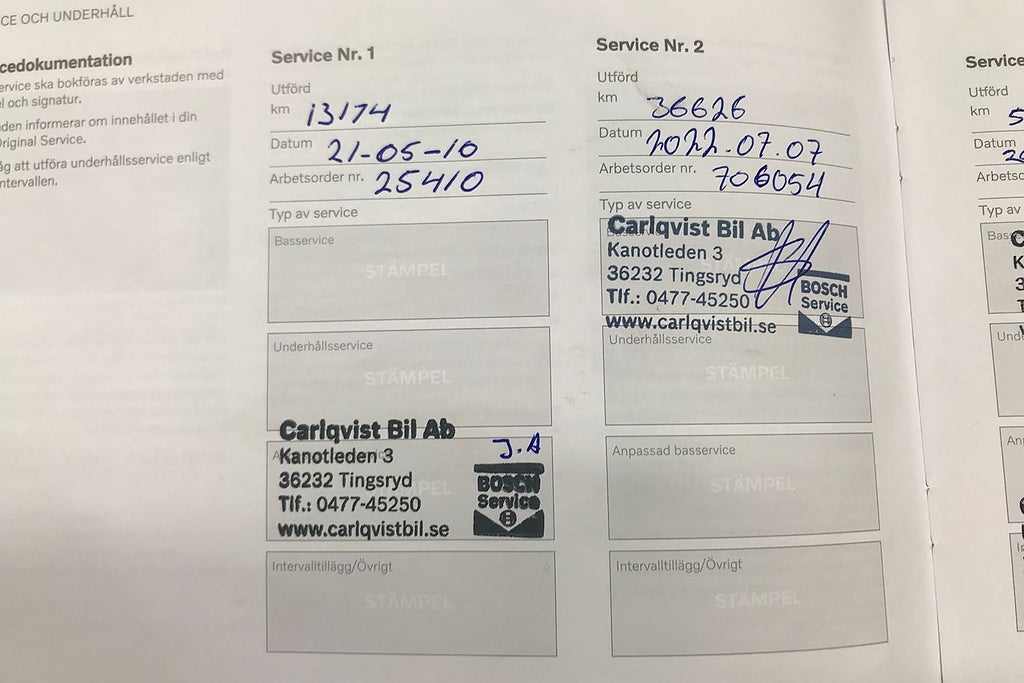 CE OCH UNDERHÅLL
cedokumentation
ervice ska bokföras av verkstaden med
el och signatur.
den informerar om innehållet i din
riginal Service.
åg att utföra underhållsservice enligt
ntervallen.
Service Nr. 1
Utförd
km 13174
Datum 21-05-10
Arbetsorder nr. 25410
Typ av service
Basservice
STÄMPEL
Underhållsservice
STÄMPEL
Carlqvist Bil Ab
J.A
Kanotleden 3
36232 Tingsryd
Tlf.: 0477-45250
www.carlqvistbil.se
BOSCH
Service
Intervalltillägg/Övrigt
STÄMPEL
Service Nr. 2
Utförd
km 36626
Datum 2022.07.07
Arbetsorder nr. 706054
Typ av service
Carlqvist Bil Ab
Kanotleden 3
36232 Tingsryd
Tlf.: 0477-45250
www.carlqvistbil.se
BOSCH
Service
Underhållsservice
STÄMPEL
Anpassad basservice
STÄMPEL
Intervalltillägg/Övrigt
STÄMPEL
Service
Utförd
km 5
Datum
Arbetso
Typ av
Bas
Unde